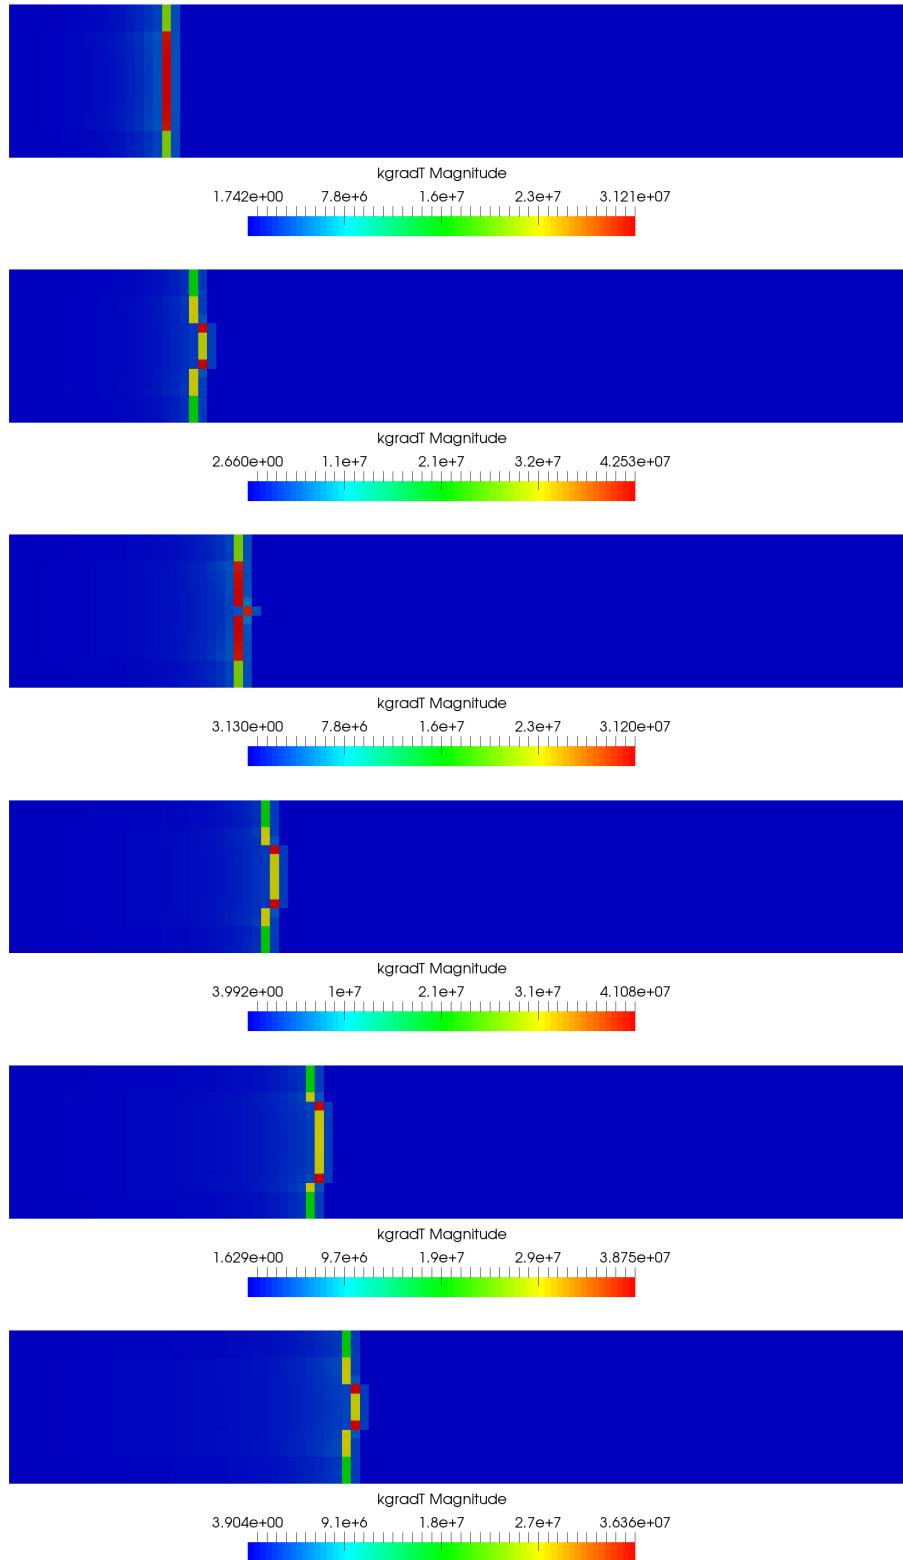 kgradT Magnitude
1.742e+00 7.8e+6 1.6e+7 2.3e+7 3.121e+07
kgradT Magnitude
2.660e+00 1.1e+7 2.1e+7 3.2e+7 4.253e+07
kgradT Magnitude
3.130e+00 7.8e+6 1.6e+7 2.3e+7 3.120e+07
kgradT Magnitude
3.992e+00 1e+7 2.1e+7 3.1e+7 4.108e+07
kgradT Magnitude
1.629e+00 9.7e+6 1.9e+7 2.9e+7 3.875e+07
kgradT Magnitude
3.904e+00 9.1e+6 1.8e+7 2.7e+7 3.636e+07